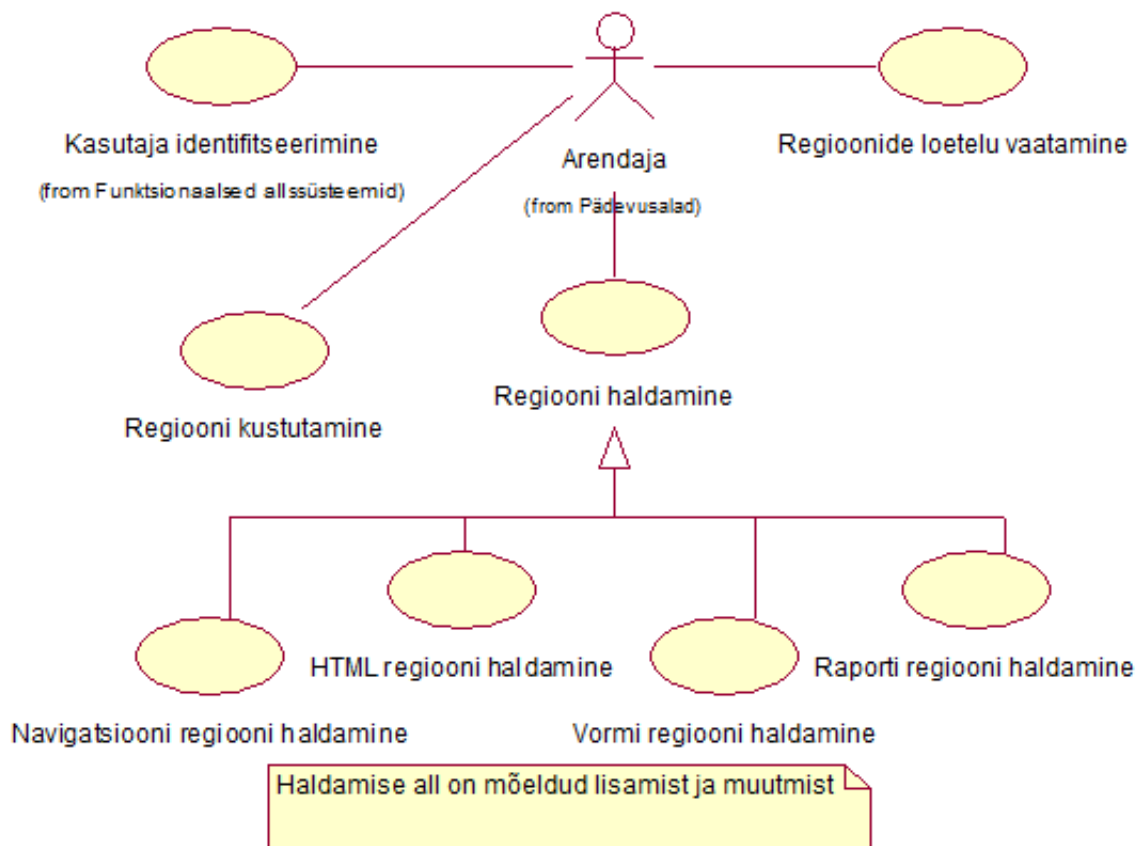 Kasutaja identifitseerimine
(from Funktsionaalsed allssüsteemid)
Arendaja
(from Pädevusalad)
Regioonide loetelu vaatamine
Regiooni kustutamine
Regiooni haldamine
HTML regiooni haldamine
Raporti regiooni haldamine
Navigatsiooni regiooni haldamine
Vormi regiooni haldamine
Haldamise all on mõeldud lisamist ja muutmist